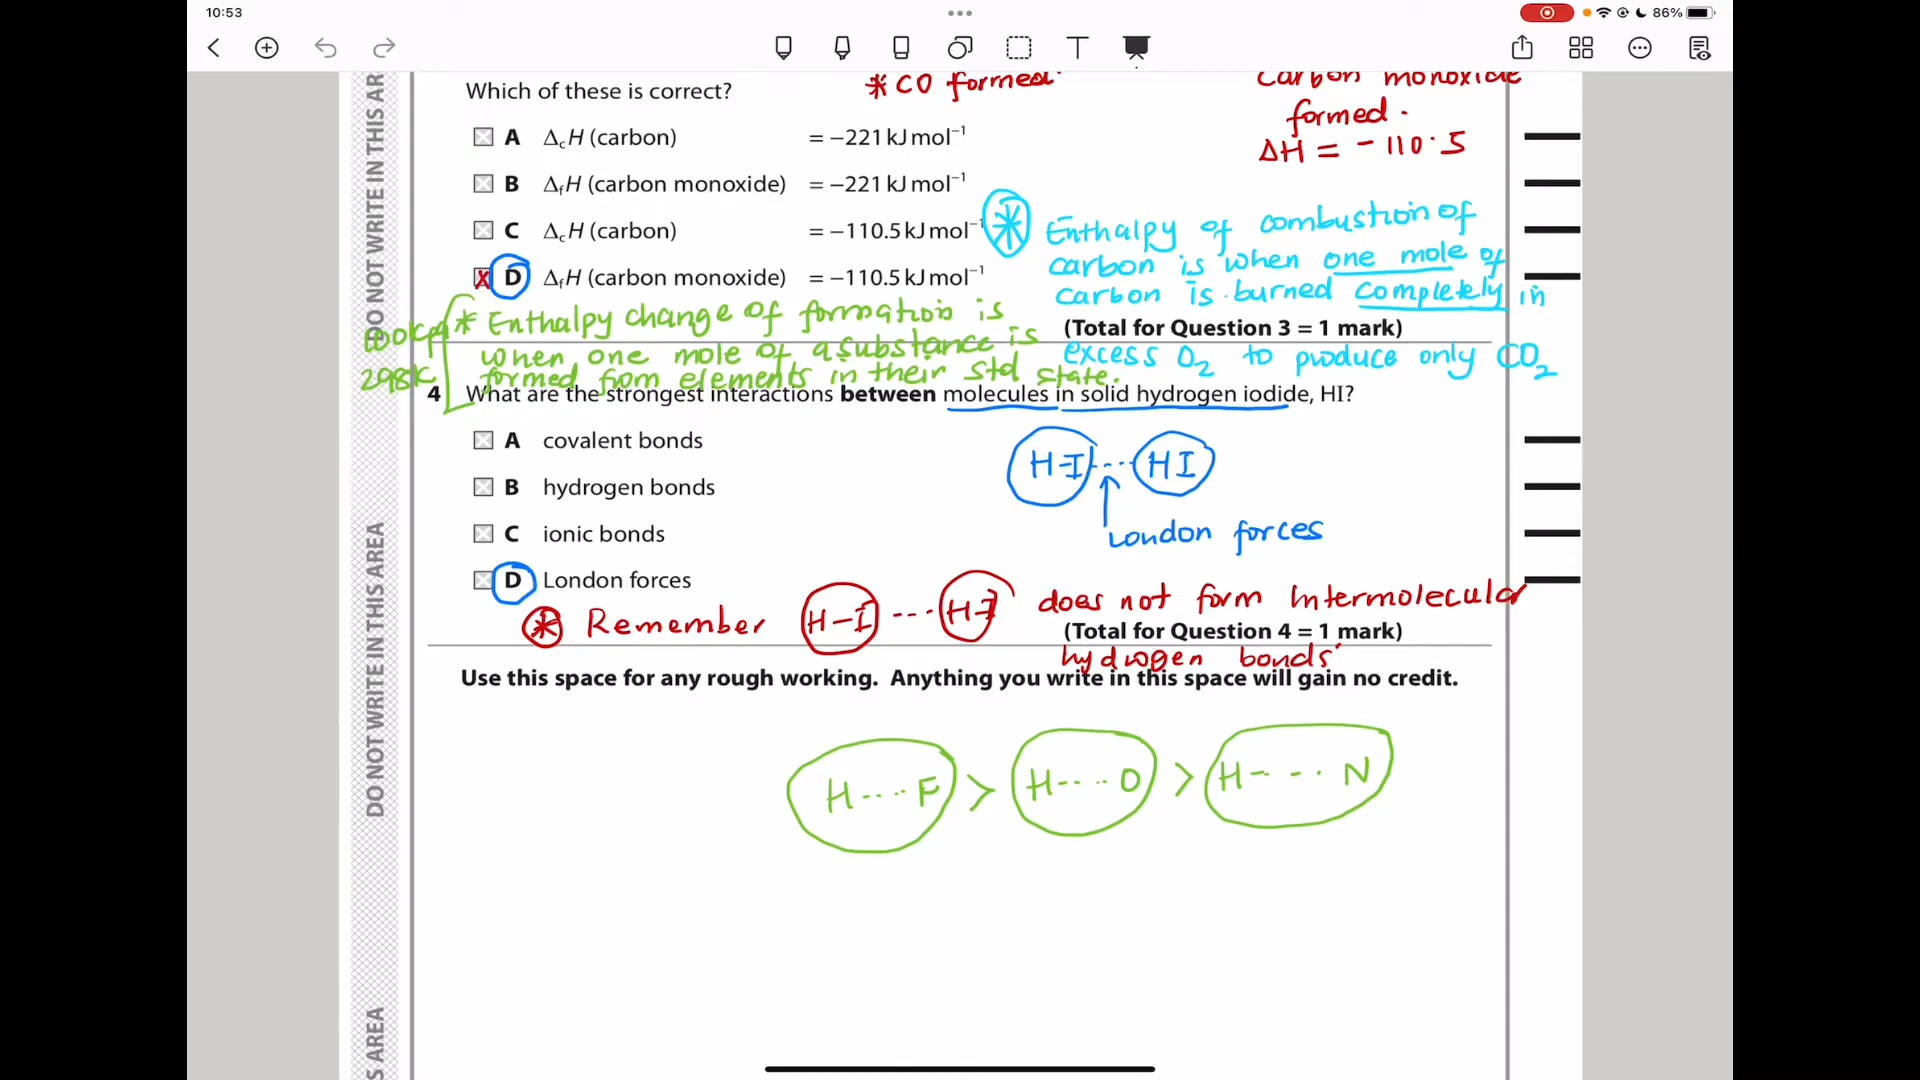 10:53
86%
*CO formed
carbon monoxide
formed.
ΔH = -110.5
Which of these is correct?
A ΔcH (carbon) = −221 kJ mol⁻¹
B ΔfH (carbon monoxide) = −221 kJ mol⁻¹
C ΔcH (carbon) = −110.5 kJ mol⁻¹
D ΔfH (carbon monoxide) = −110.5 kJ mol⁻¹
* Enthalpy of combustion of
carbon is when one mole of
carbon is burned completely in
excess O2 to produce only CO2
* Enthalpy change of formation is
when one mole of a substance is
formed from elements in their std state.
298K
(Total for Question 3 = 1 mark)
4 What are the strongest interactions between molecules in solid hydrogen iodide, HI?
A covalent bonds
B hydrogen bonds
C ionic bonds
D London forces
H-I ... HI
London forces
* Remember H-I ---- H-I does not form Intermolecular
hydrogen bonds
(Total for Question 4 = 1 mark)
Use this space for any rough working. Anything you write in this space will gain no credit.
H....F > H....O > H....N
DO NOT WRITE IN THIS AR
DO NOT WRITE IN THIS AREA
S AREA